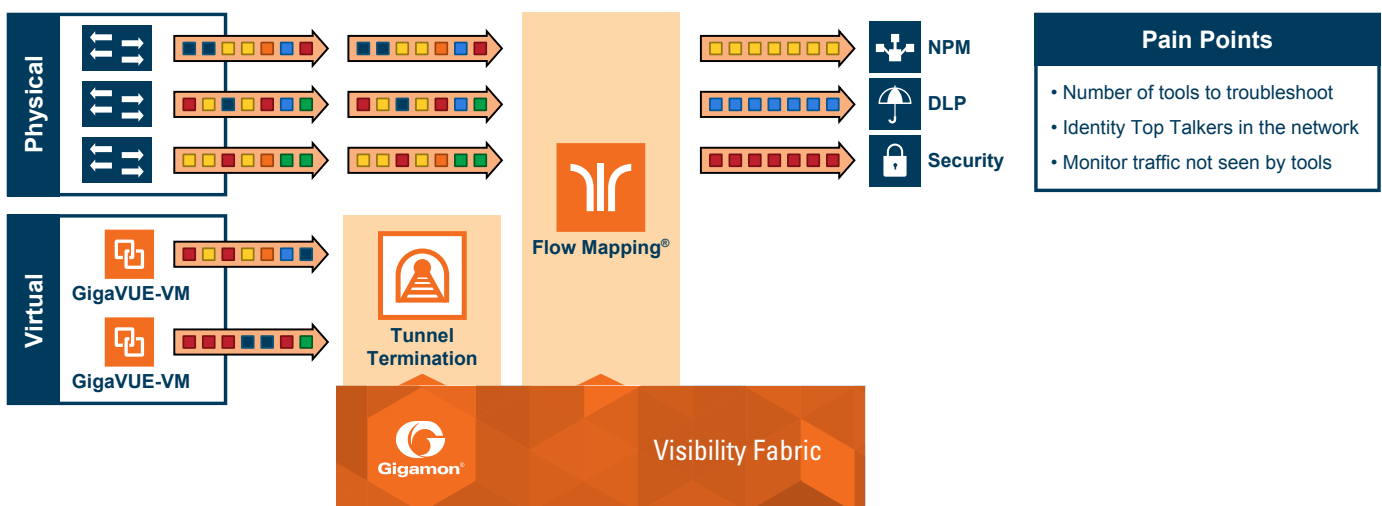 Physical
NPM
DLP
Security
Pain Points
• Number of tools to troubleshoot
• Identity Top Talkers in the network
• Monitor traffic not seen by tools
Virtual
GigaVUE-VM
GigaVUE-VM
Tunnel
Termination
Flow Mapping®
Gigamon®
Visibility Fabric